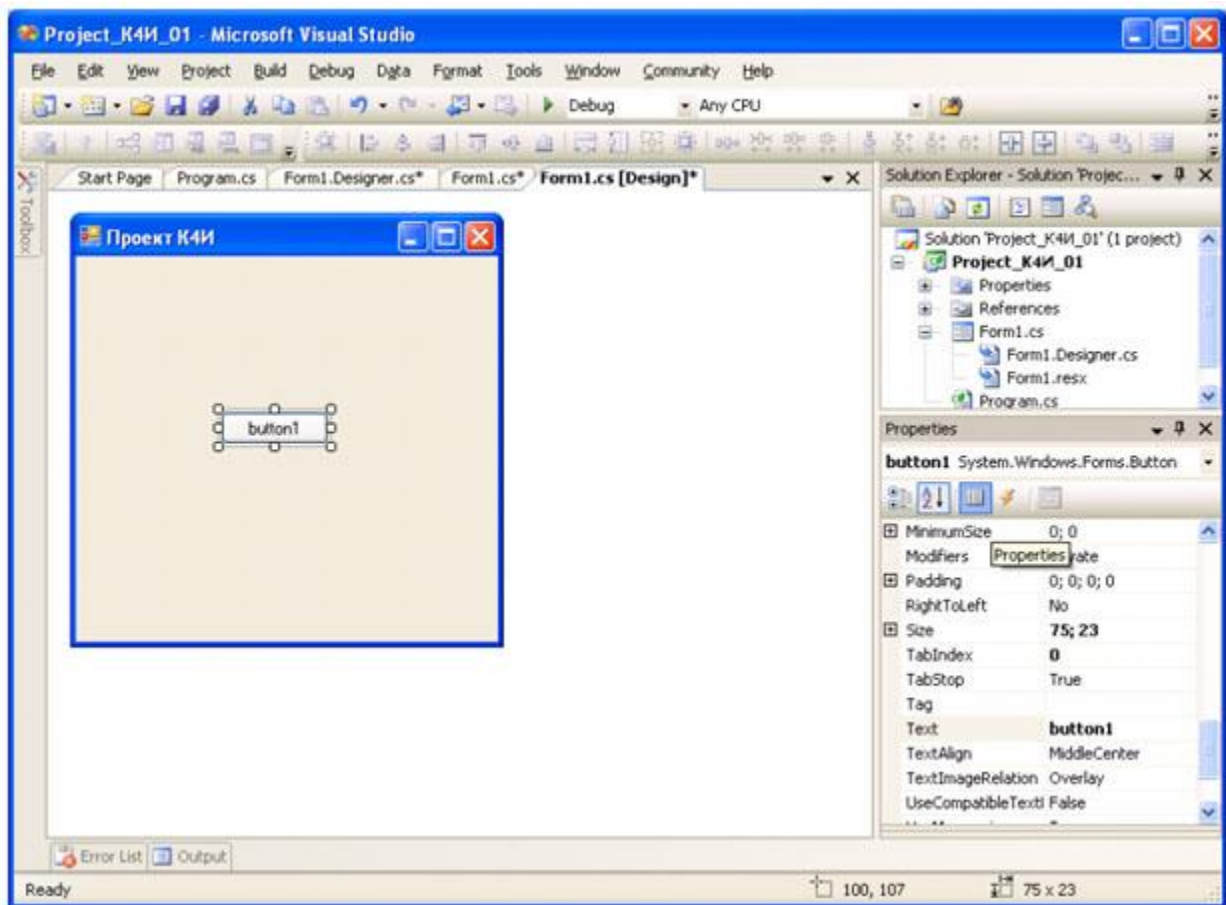 Project_К4И_01 - Microsoft Visual Studio
File Edit View Project Build Debug Data Format Tools Window Community Help
Debug Any CPU
Toolbox
Start Page Program.cs Form1.Designer.cs* Form1.cs* Form1.cs [Design]*
Solution Explorer - Solution 'Projec...
Проект К4И
button1
Solution 'Project_К4И_01' (1 project)
Project_К4И_01
Properties
References
Form1.cs
Form1.Designer.cs
Form1.resx
Program.cs
Properties
button1 System.Windows.Forms.Button
MinimumSize 0; 0
Modifiers
Properties
Padding 0; 0; 0; 0
RightToLeft No
Size 75; 23
TabIndex 0
TabStop True
Tag
Text button1
TextAlign MiddleCenter
TextImageRelation Overlay
UseCompatibleText False
Error List Output
Ready 100, 107 75 x 23